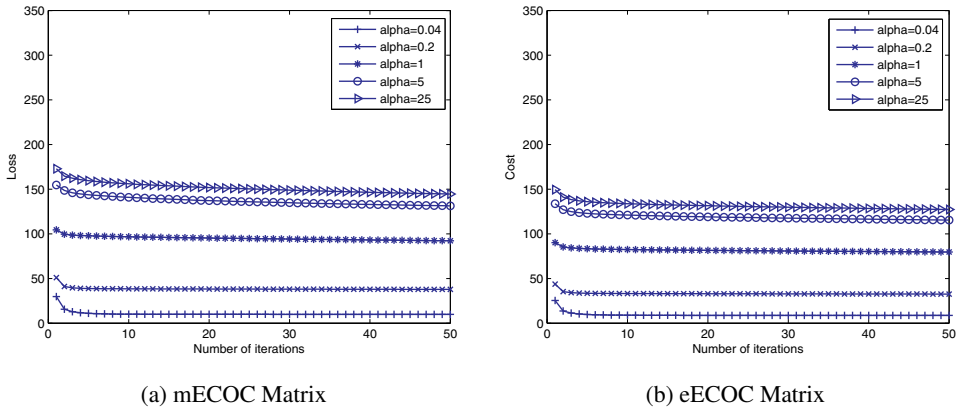 350
300
250
200
150
100
50
0
Loss
0 10 20 30 40 50
Number of iterations
alpha=0.04
alpha=0.2
alpha=1
alpha=5
alpha=25
(a) mECOC Matrix
350
300
250
200
150
100
50
0
Cost
0 10 20 30 40 50
Number of iterations
alpha=0.04
alpha=0.2
alpha=1
alpha=5
alpha=25
(b) eECOC Matrix